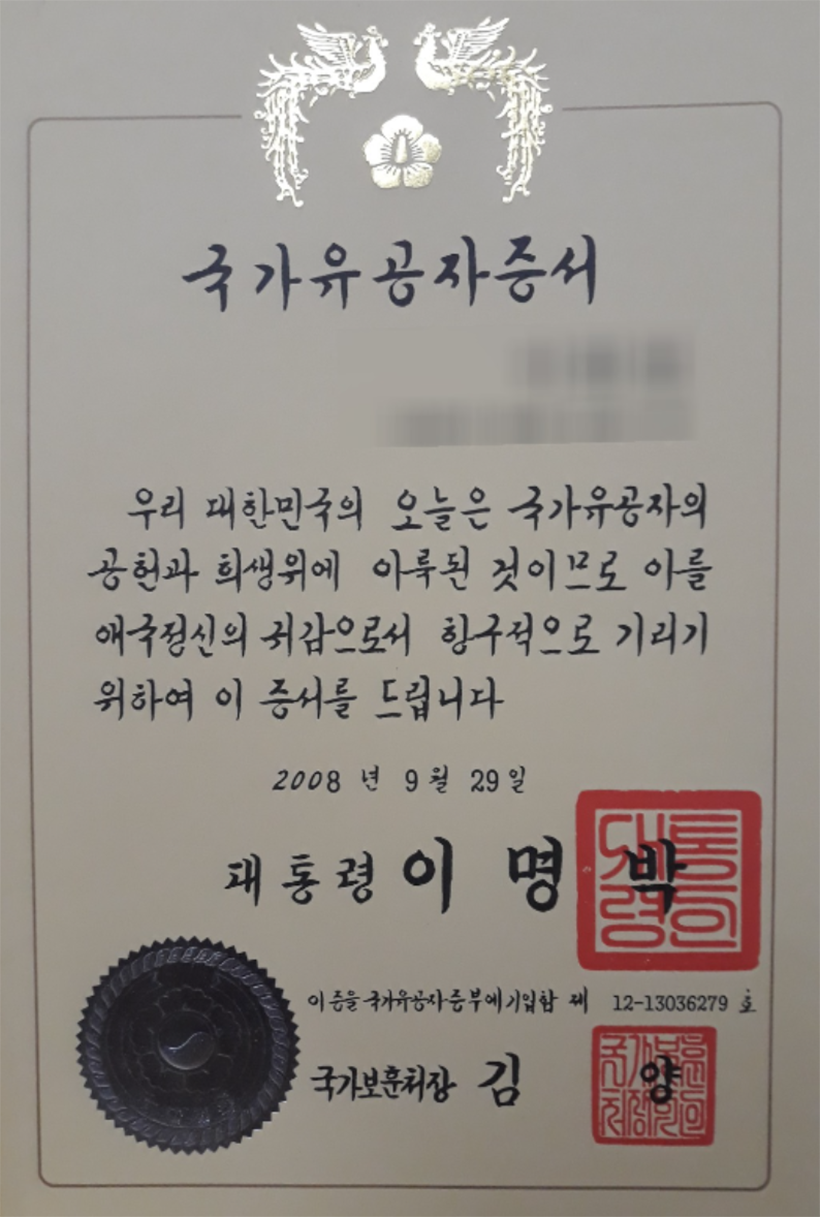 국가유공자증서
우리 대한민국의 오늘은 국가유공자의
공헌과 희생위에 이룩된 것이므로 이를
애국정신의 귀감으로서 항구적으로 기리기
위하여 이 증서를 드립니다
2008 년 9 월 29 일
대통령 이 명 박
대통령의인
이 증을 국가유공자증부에 기입함 제 12-13036279 호
국가보훈처장 김 양
국가보훈처장의인